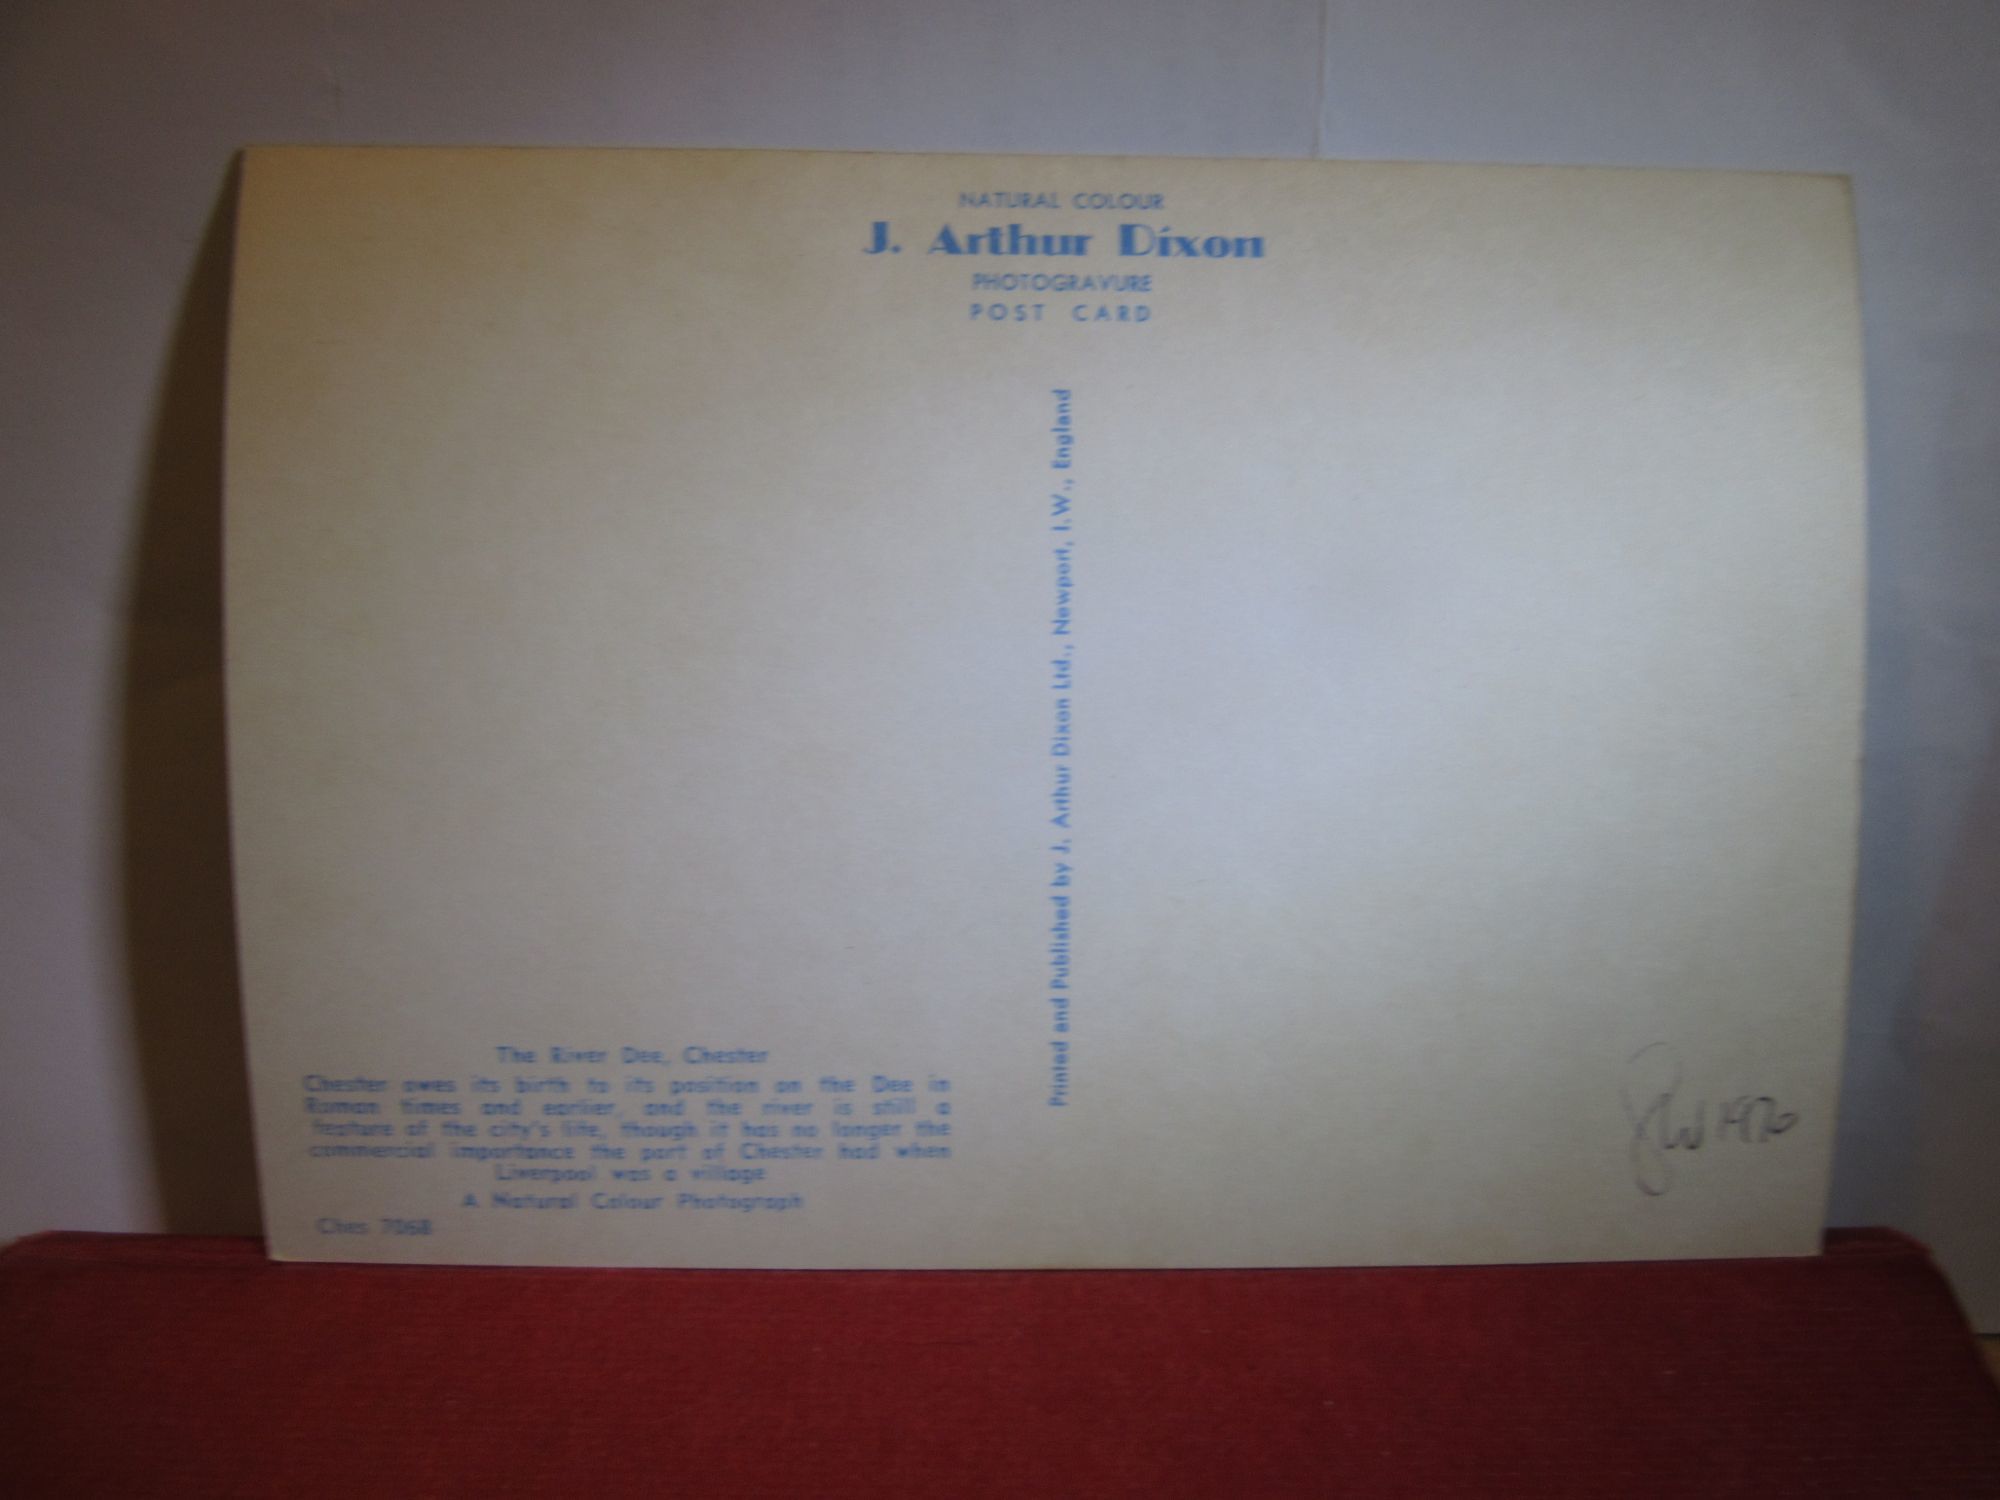 NATURAL COLOUR
J. Arthur Dixon
PHOTOGRAVURE
POST CARD
Printed and Published by J. Arthur Dixon Ltd., Newport, I.W., England
The River Dee, Chester
Chester owes its birth to its position on the Dee in
Roman times and earlier, and the river is still a
feature of the city's life, though it has no longer the
commercial importance the port of Chester had when
Liverpool was a village
A Natural Colour Photograph
Ches 7068
1970